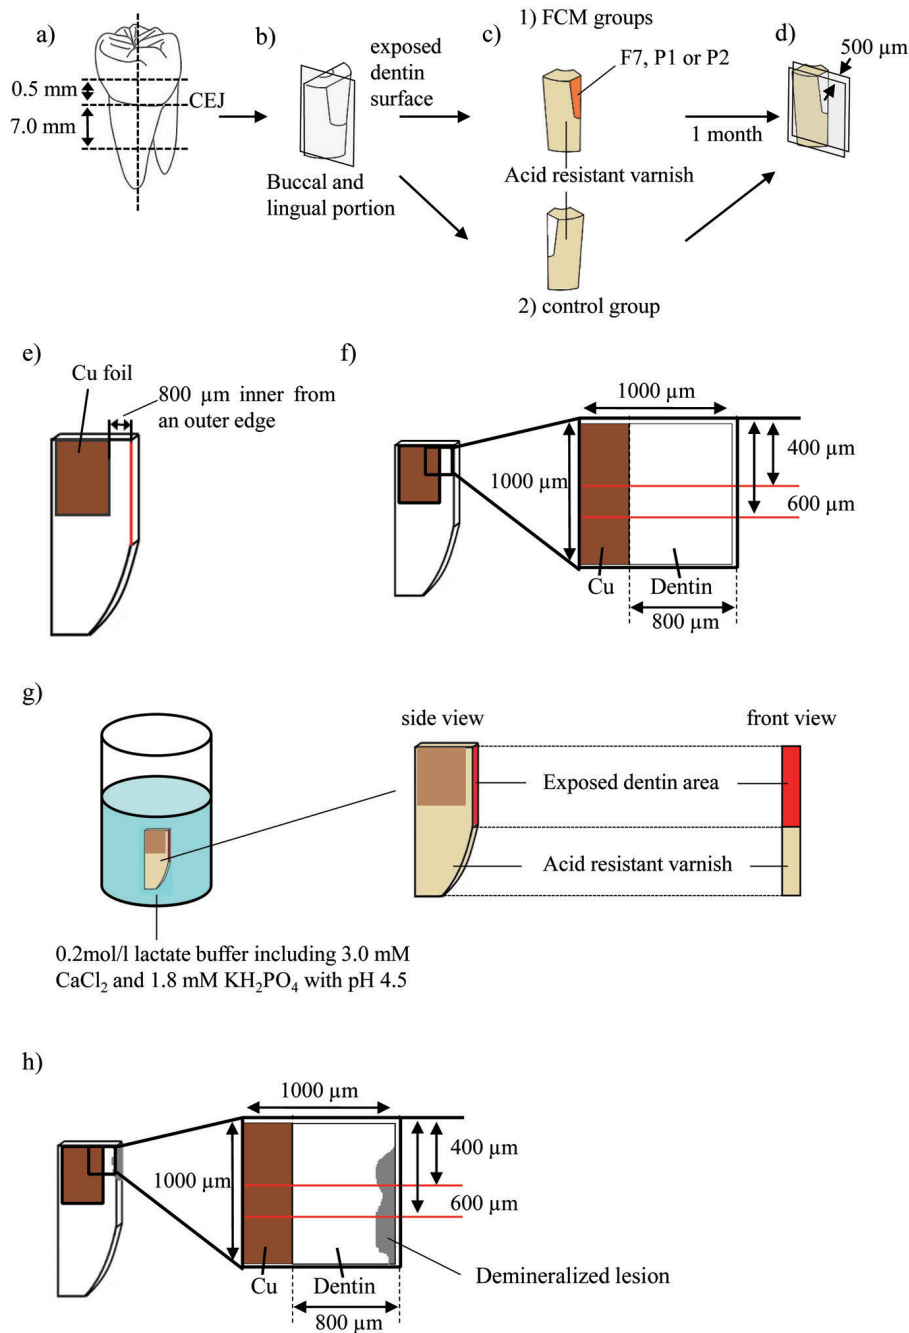 a)
0.5 mm
7.0 mm
CEJ
b)
exposed
dentin
surface
Buccal and
lingual portion
c)
1) FCM groups
F7, P1 or P2
Acid resistant varnish
2) control group
1 month
d)
500 µm
e)
Cu foil
800 µm inner from
an outer edge
f)
1000 µm
1000 µm
400 µm
600 µm
Cu
Dentin
800 µm
g)
0.2mol/l lactate buffer including 3.0 mM
CaCl₂ and 1.8 mM KH₂PO₄ with pH 4.5
side view
front view
Exposed dentin area
Acid resistant varnish
h)
1000 µm
1000 µm
400 µm
600 µm
Cu
Dentin
Demineralized lesion
800 µm